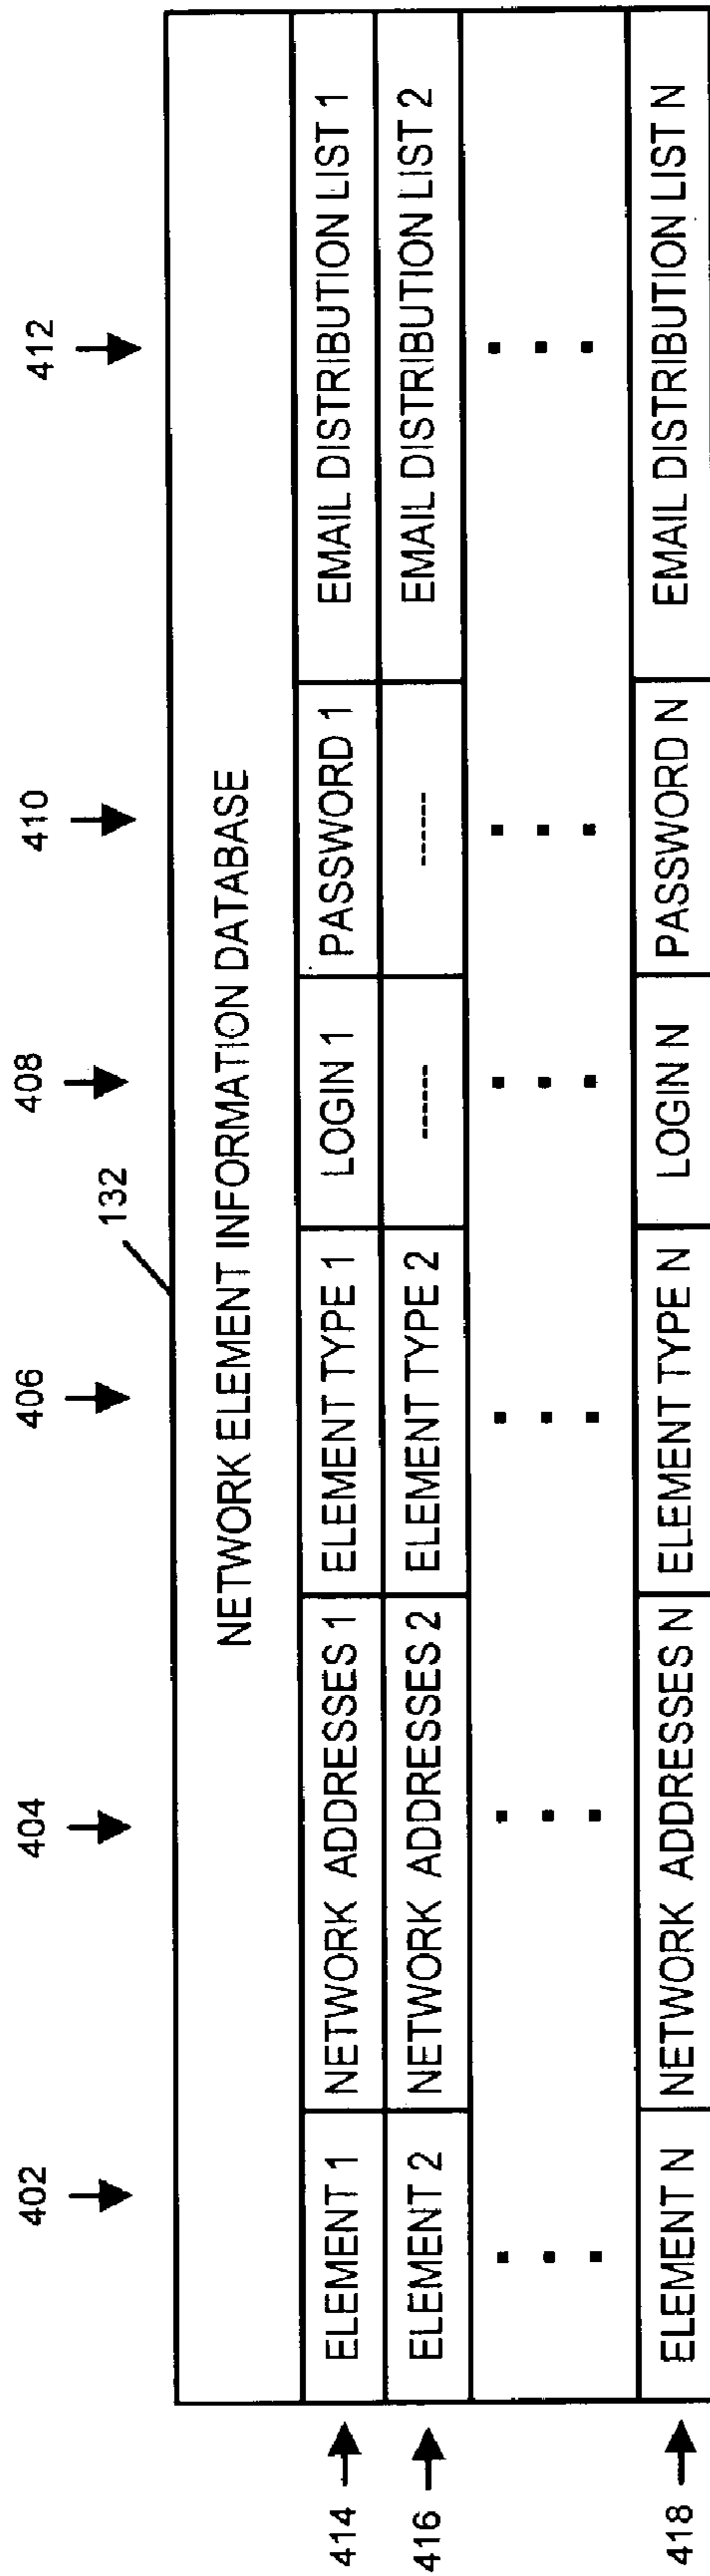 402 404 406 408 410 412
132
NETWORK ELEMENT INFORMATION DATABASE
414 ELEMENT 1 NETWORK ADDRESSES 1 ELEMENT TYPE 1 LOGIN 1 PASSWORD 1 EMAIL DISTRIBUTION LIST 1
416 ELEMENT 2 NETWORK ADDRESSES 2 ELEMENT TYPE 2 ------ ------ EMAIL DISTRIBUTION LIST 2
418 ELEMENT N NETWORK ADDRESSES N ELEMENT TYPE N LOGIN N PASSWORD N EMAIL DISTRIBUTION LIST N